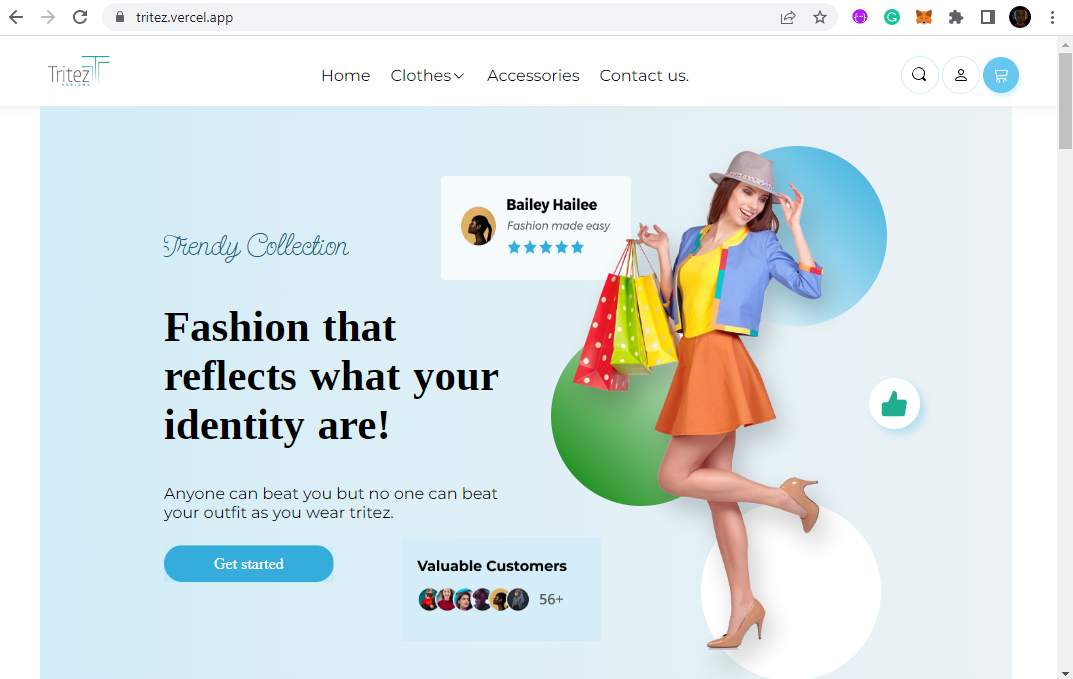 tritez.vercel.app
Tritez
Home Clothes Accessories Contact us.
Bailey Hailee
Fashion made easy
Trendy Collection
Fashion that
reflects what your
identity are!
Anyone can beat you but no one can beat
your outfit as you wear tritez.
Get started
Valuable Customers
56+